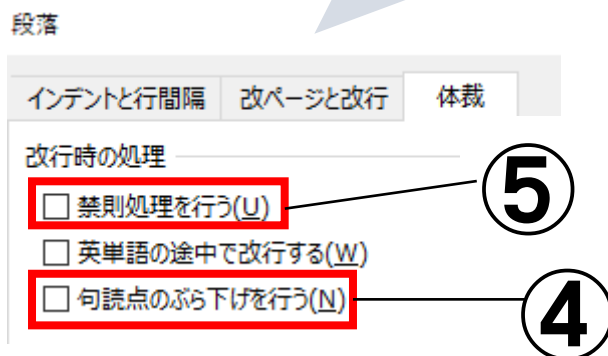 段落
インデントと行間隔 改ページと改行 体裁
改行時の処理
禁則処理を行う(U)
⑤
英単語の途中で改行する(W)
句読点のぶら下げを行う(N)
④